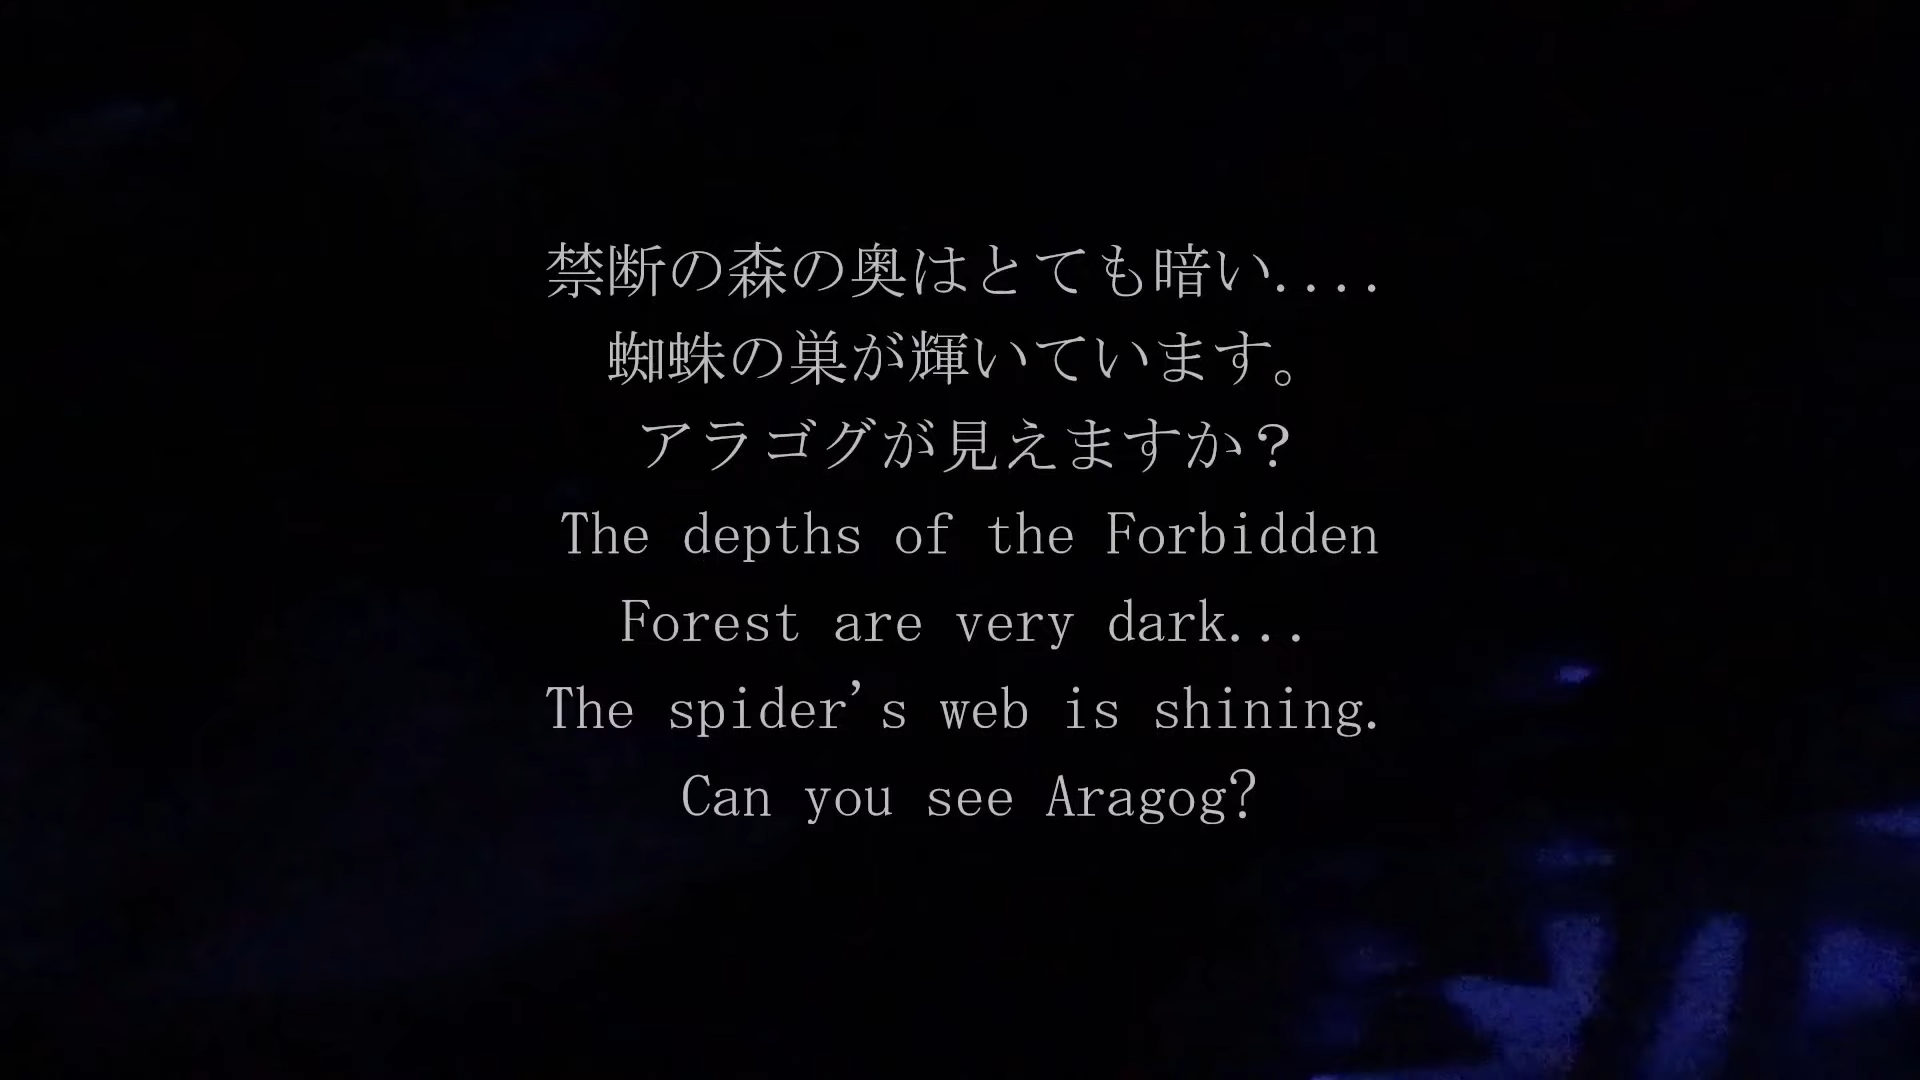 禁断の森の奥はとても暗い....
蜘蛛の巣が輝いています。
アラゴグが見えますか？
The depths of the Forbidden
Forest are very dark...
The spider's web is shining.
Can you see Aragog?